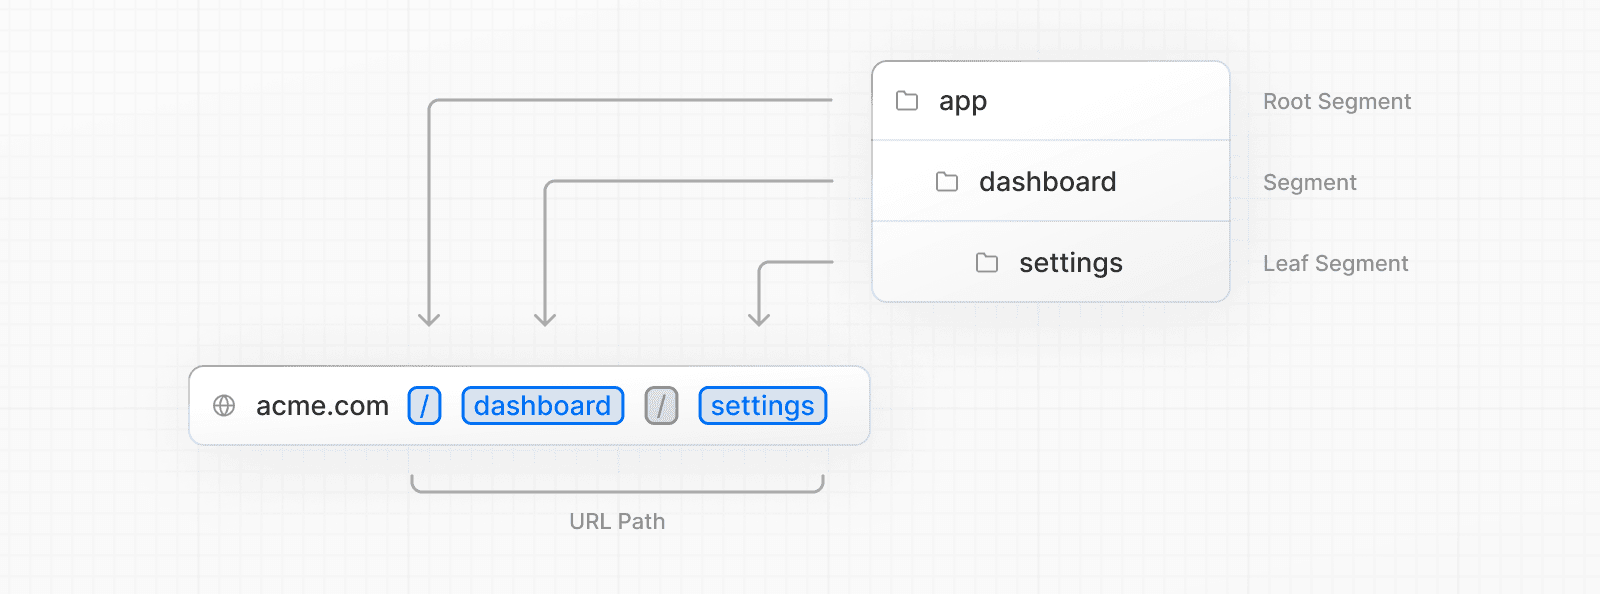 app
Root Segment
dashboard
Segment
settings
Leaf Segment
acme.com / dashboard / settings
URL Path